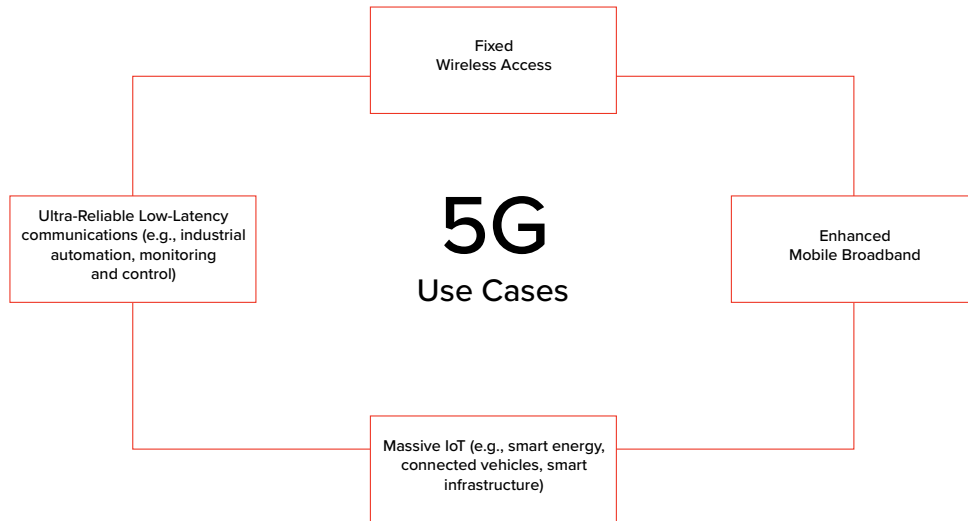 Fixed
Wireless Access
Ultra-Reliable Low-Latency
communications (e.g., industrial
automation, monitoring
and control)
5G
Use Cases
Enhanced
Mobile Broadband
Massive IoT (e.g., smart energy,
connected vehicles, smart
infrastructure)